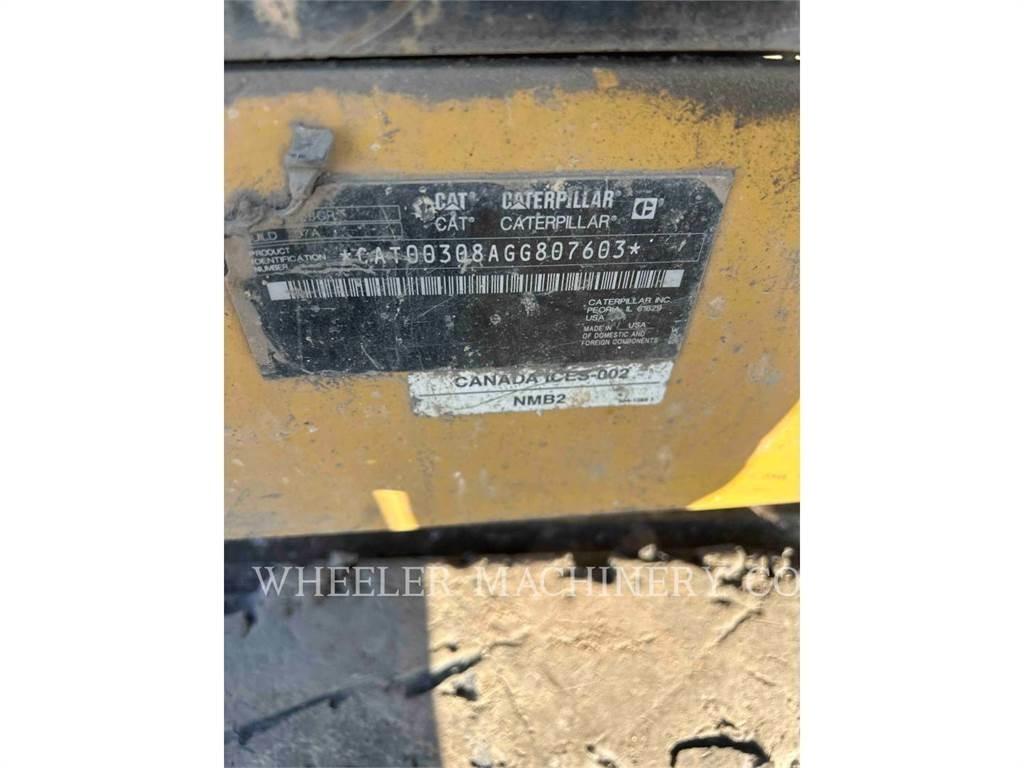 CAT® CATERPILLAR
CAT® CATERPILLAR®
PRODUCT
IDENTIFICATION
NUMBER
*CAT00308AGG807603*
CATERPILLAR INC.
PEORIA, IL 61629
USA
MADE IN USA
OF DOMESTIC AND
FOREIGN COMPONENTS
CANADA ICES-002
NMB2
WHEELER MACHINERY CO